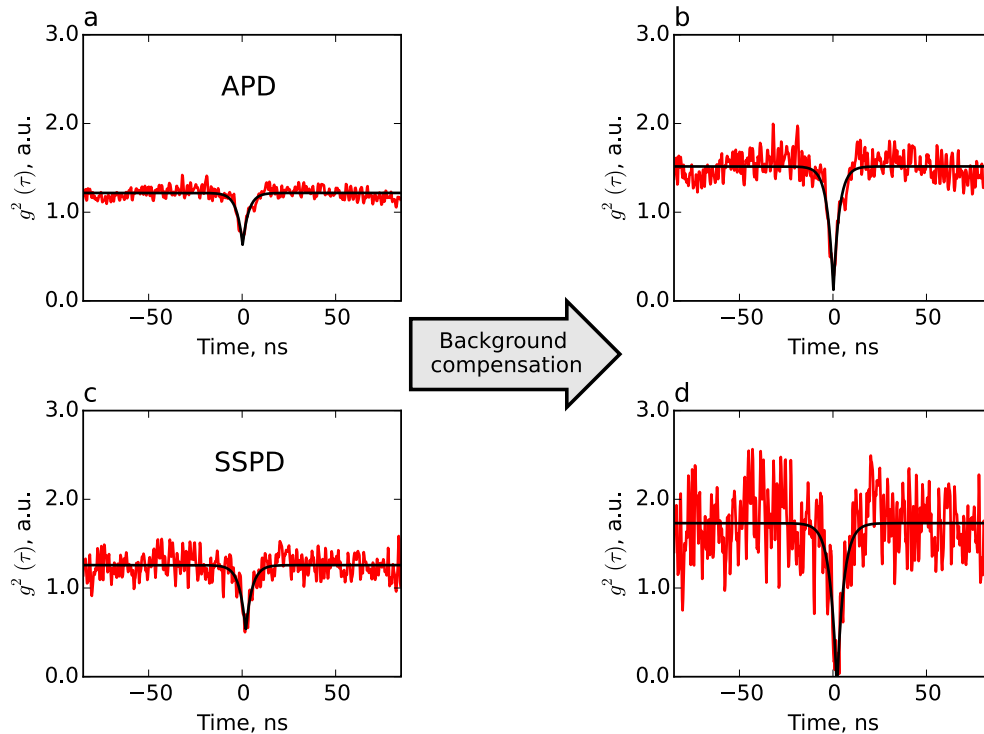 a
3.0
2.0
1.0
0.0
g² (τ), a.u.
APD
−50
0
50
Time, ns
b
3.0
2.0
1.0
0.0
g² (τ), a.u.
−50
0
50
Time, ns
Background
compensation
c
3.0
2.0
1.0
0.0
g² (τ), a.u.
SSPD
−50
0
50
Time, ns
d
3.0
2.0
1.0
0.0
g² (τ), a.u.
−50
0
50
Time, ns